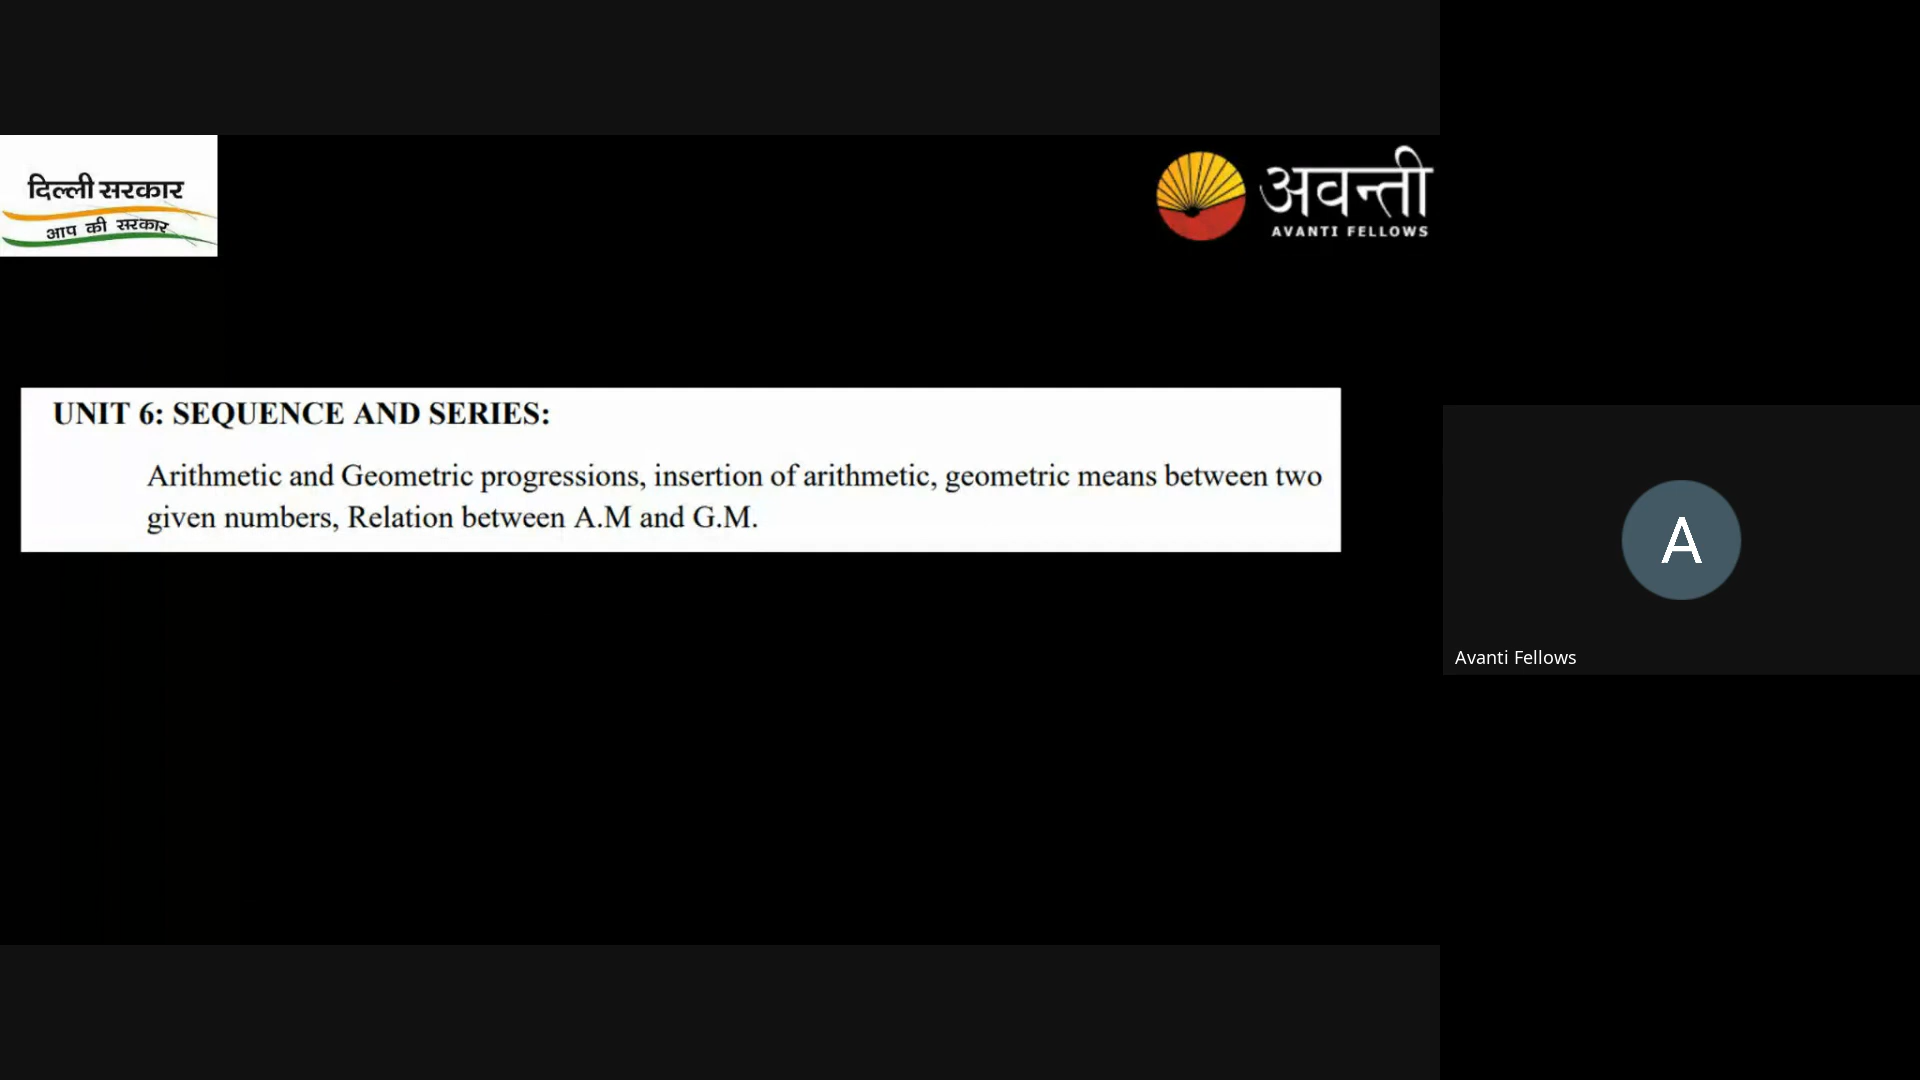 दिल्ली सरकार
आप की सरकार
अवन्ती
AVANTI FELLOWS
UNIT 6: SEQUENCE AND SERIES:
Arithmetic and Geometric progressions, insertion of arithmetic, geometric means between two
given numbers, Relation between A.M and G.M.
A
Avanti Fellows